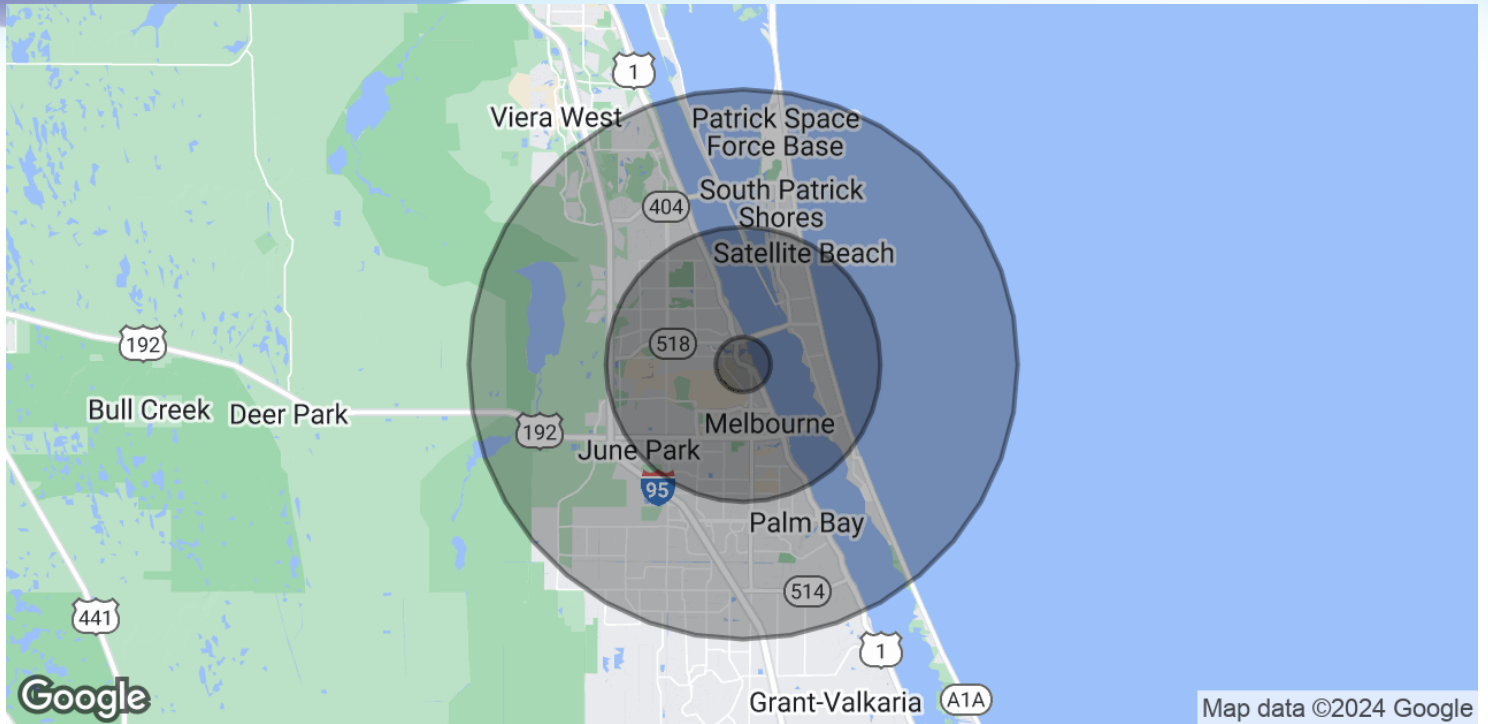 1
Viera West
Patrick Space
Force Base
South Patrick
Shores
404
Satellite Beach
192
518
Bull Creek
Deer Park
192
Melbourne
June Park
95
Palm Bay
441
514
1
Grant-Valkaria
A1A
Google
Map data ©2024 Google